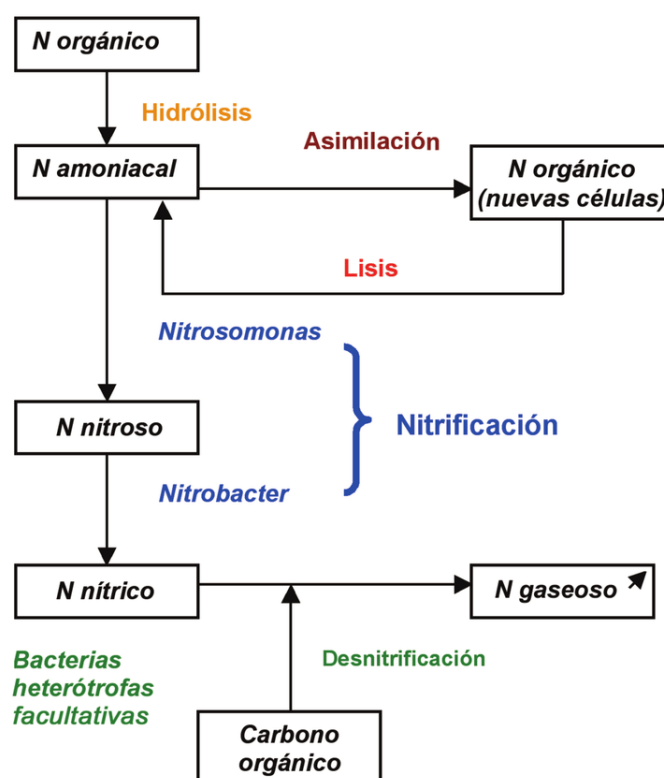 N orgánico
Hidrólisis
N amoniacal
Asimilación
N orgánico
(nuevas células)
Lisis
Nitrosomonas
N nitroso
Nitrificación
Nitrobacter
N nítrico
N gaseoso
Bacterias
heterótrofas
facultativas
Desnitrificación
Carbono
orgánico